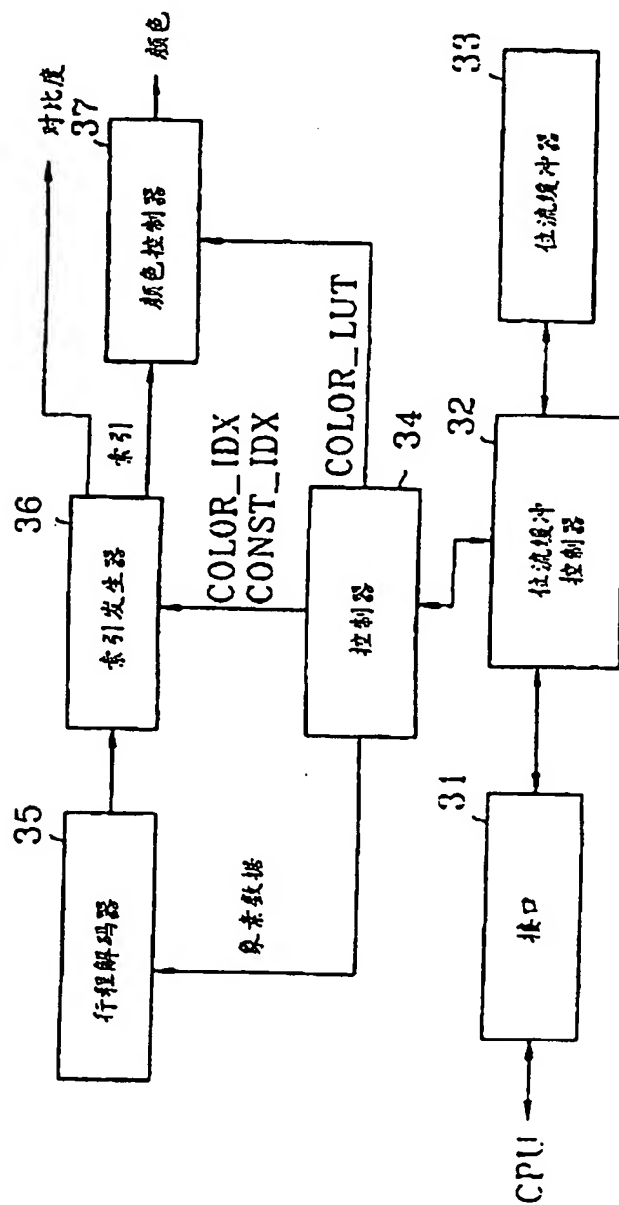 对比度
37
颜色
颜色控制器
36
索引
索引发生器
COLOR_IDX
CONST_IDX
COLOR_LUT
35
行程解码器
象素数据
34
控制器
33
位流缓冲器
32
位流缓冲
控制器
31
接口
CPU